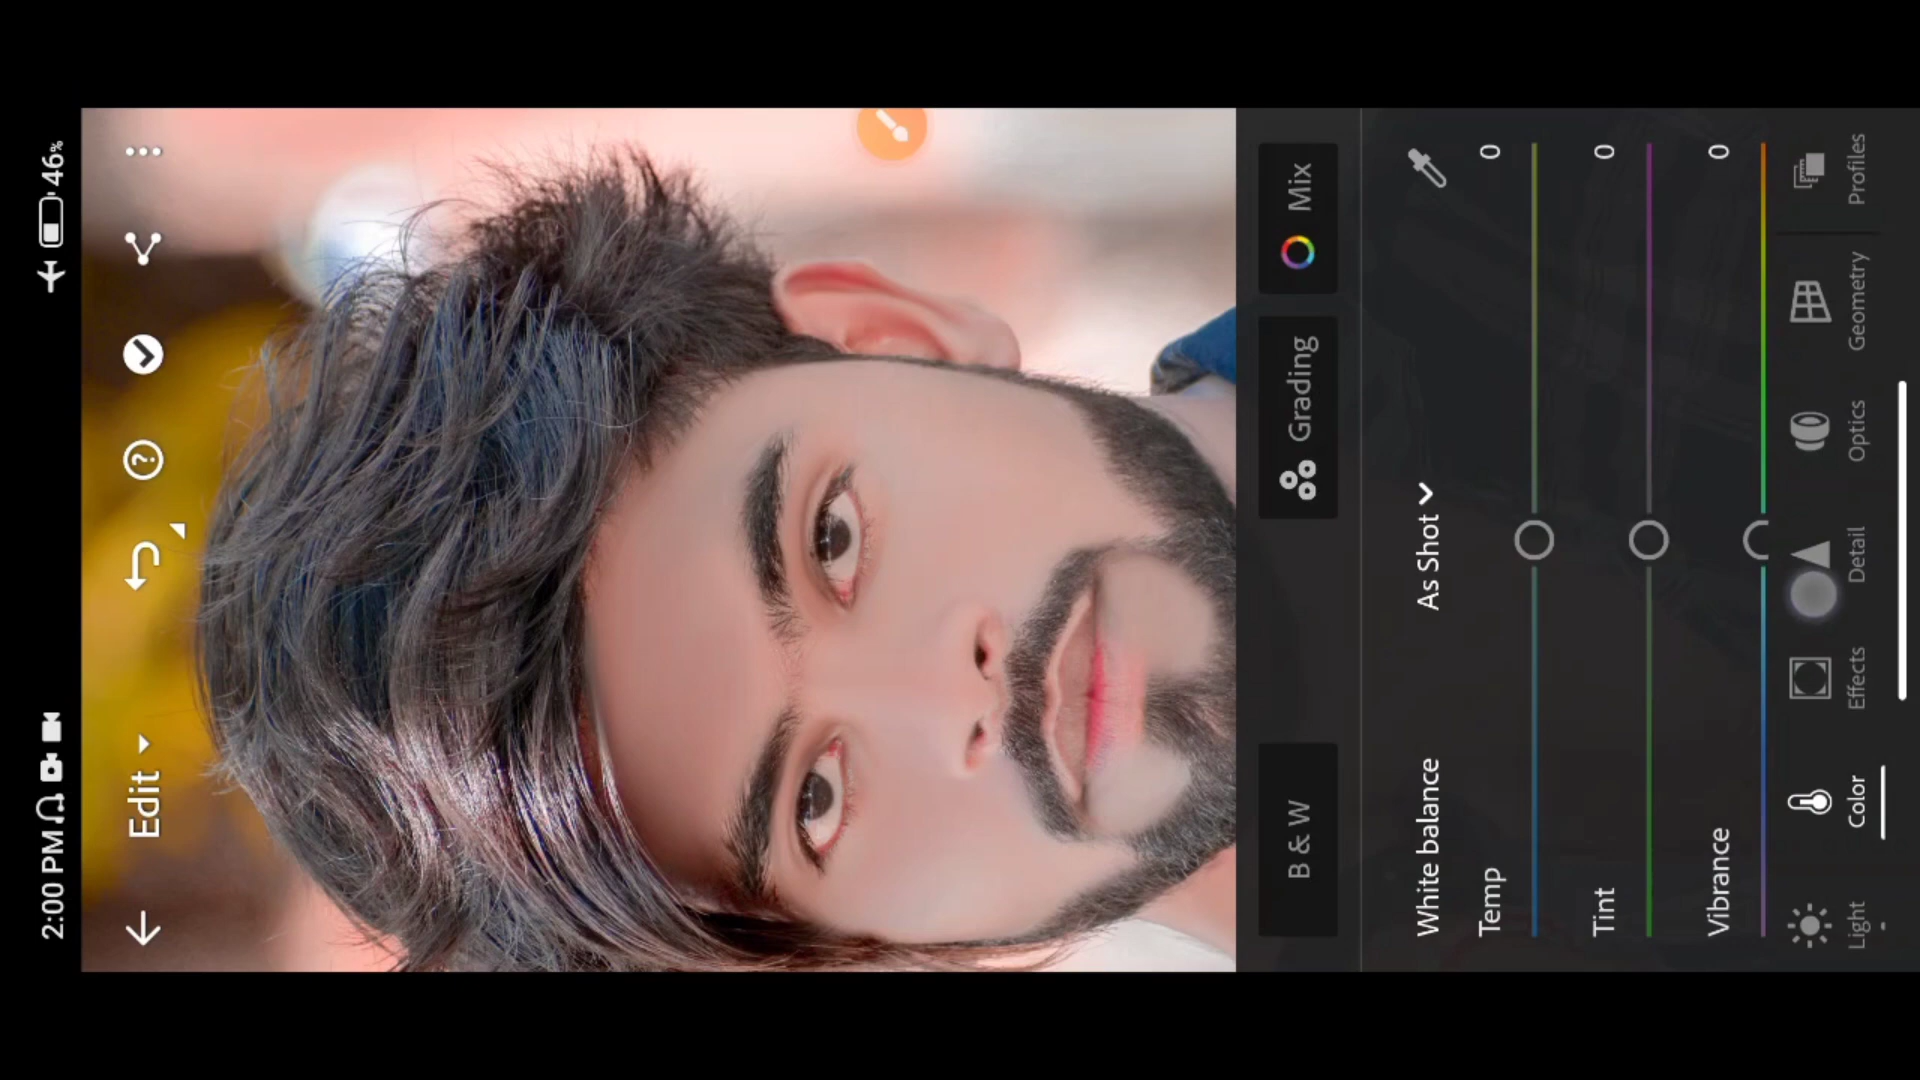 2:00 PM 46%
Edit
B & W Grading Mix
White balance As Shot
Temp 0
Tint 0
Vibrance 0
Light Color Effects Detail Optics Geometry Profiles